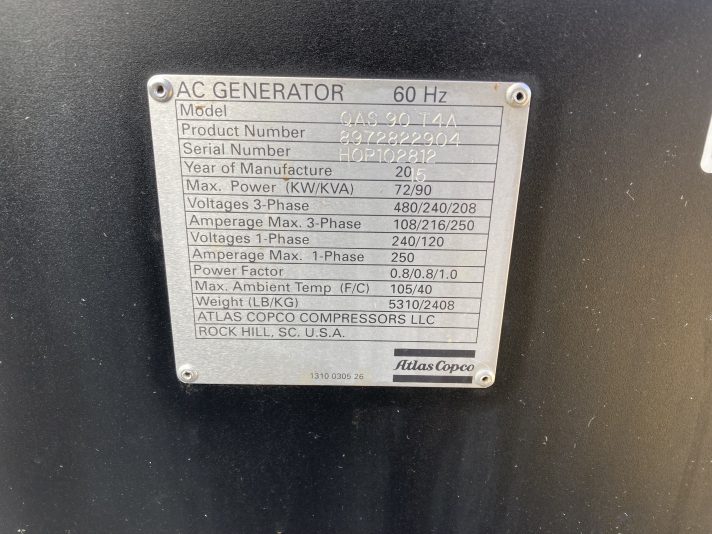 AC GENERATOR 60 Hz
Model QAS 90 T4A
Product Number 8972822904
Serial Number HOP102812
Year of Manufacture 2015
Max. Power (KW/KVA) 72/90
Voltages 3-Phase 480/240/208
Amperage Max. 3-Phase 108/216/250
Voltages 1-Phase 240/120
Amperage Max. 1-Phase 250
Power Factor 0.8/0.8/1.0
Max. Ambient Temp (F/C) 105/40
Weight (LB/KG) 5310/2408
ATLAS COPCO COMPRESSORS LLC
ROCK HILL, SC. U.S.A.
Atlas Copco
1310 0305 26